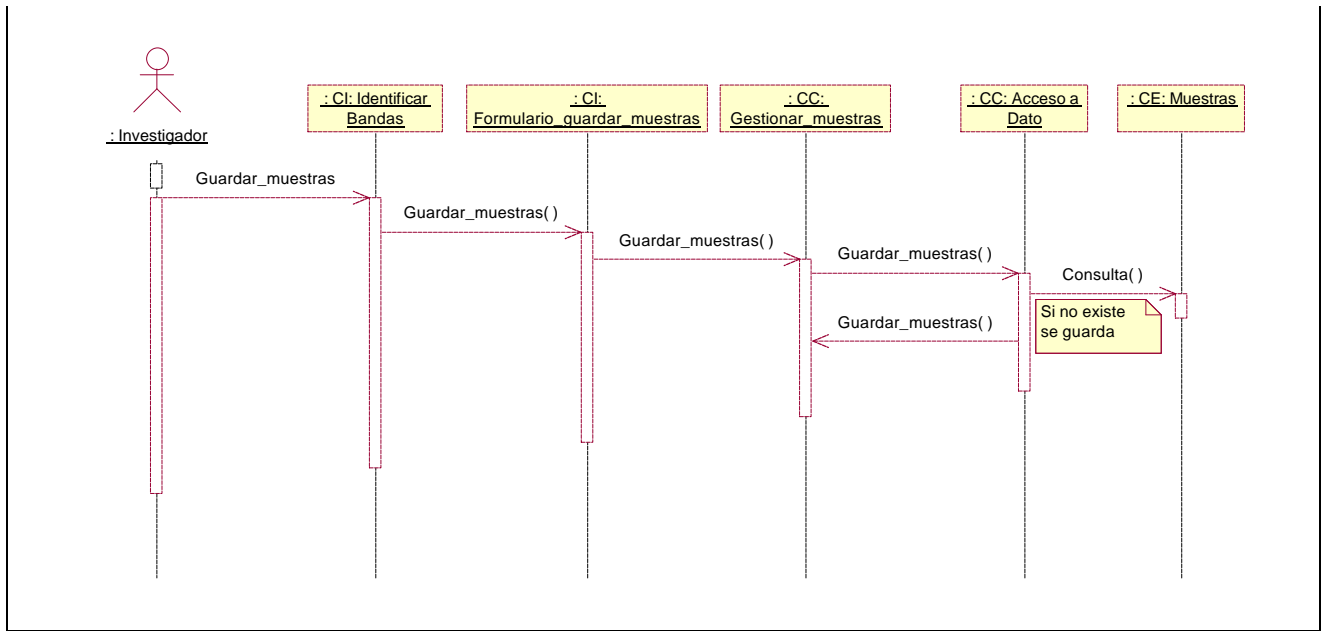 : Investigador
: CI: Identificar
Bandas
: CI:
Formulario_guardar_muestras
: CC:
Gestionar_muestras
: CC: Acceso a
Dato
: CE: Muestras
Guardar_muestras
Guardar_muestras( )
Guardar_muestras( )
Guardar_muestras( )
Consulta( )
Si no existe
se guarda
Guardar_muestras( )